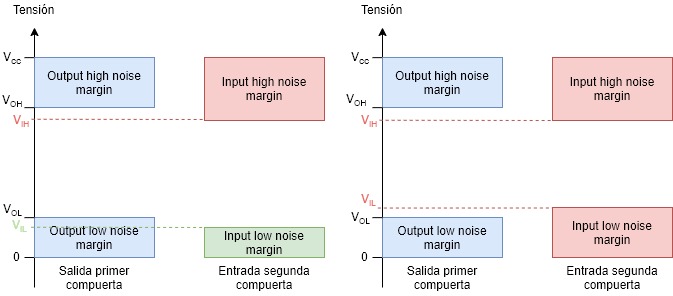 Tensión
V_CC
Output high noise
margin
Input high noise
margin
V_OH
V_IH
V_OL
V_IL
Output low noise
margin
Input low noise
margin
0
Salida primer
compuerta
Entrada segunda
compuerta
Tensión
V_CC
Output high noise
margin
Input high noise
margin
V_OH
V_IH
V_IL
V_OL
Output low noise
margin
Input low noise
margin
0
Salida primer
compuerta
Entrada segunda
compuerta